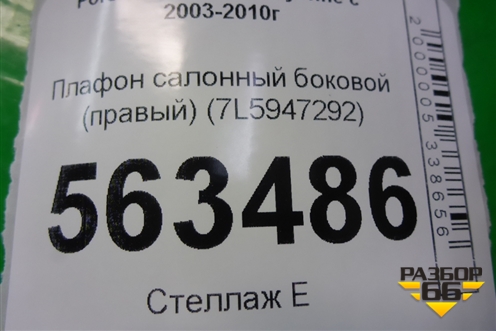 2003-2010г
Плафон салонный боковой
(правый) (7L5947292)
563486
Стеллаж Е
2000005338656
РАЗБОР
66